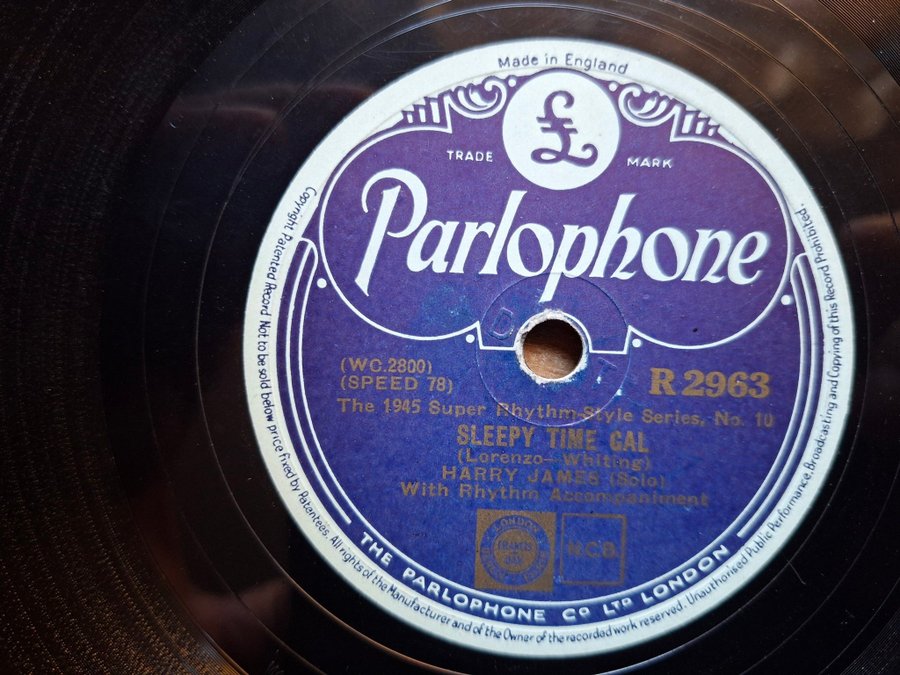 Made in England
TRADE £ MARK
Parlophone
(WC.2800)
(SPEED 78)
R 2963
The 1945 Super Rhythm-Style Series, No. 10
SLEEPY TIME GAL
(Lorenzo–Whiting)
HARRY JAMES (Solo)
With Rhythm Accompaniment
LONDON
N.C.B.
THE PARLOPHONE CO LTD LONDON
Copyright Patented Record Not to be sold below price fixed by Patentees. All rights of the Manufacturer and of the Owner of the recorded work reserved. Unauthorised Public Performance, Broadcasting and Copying of this Record Prohibited.